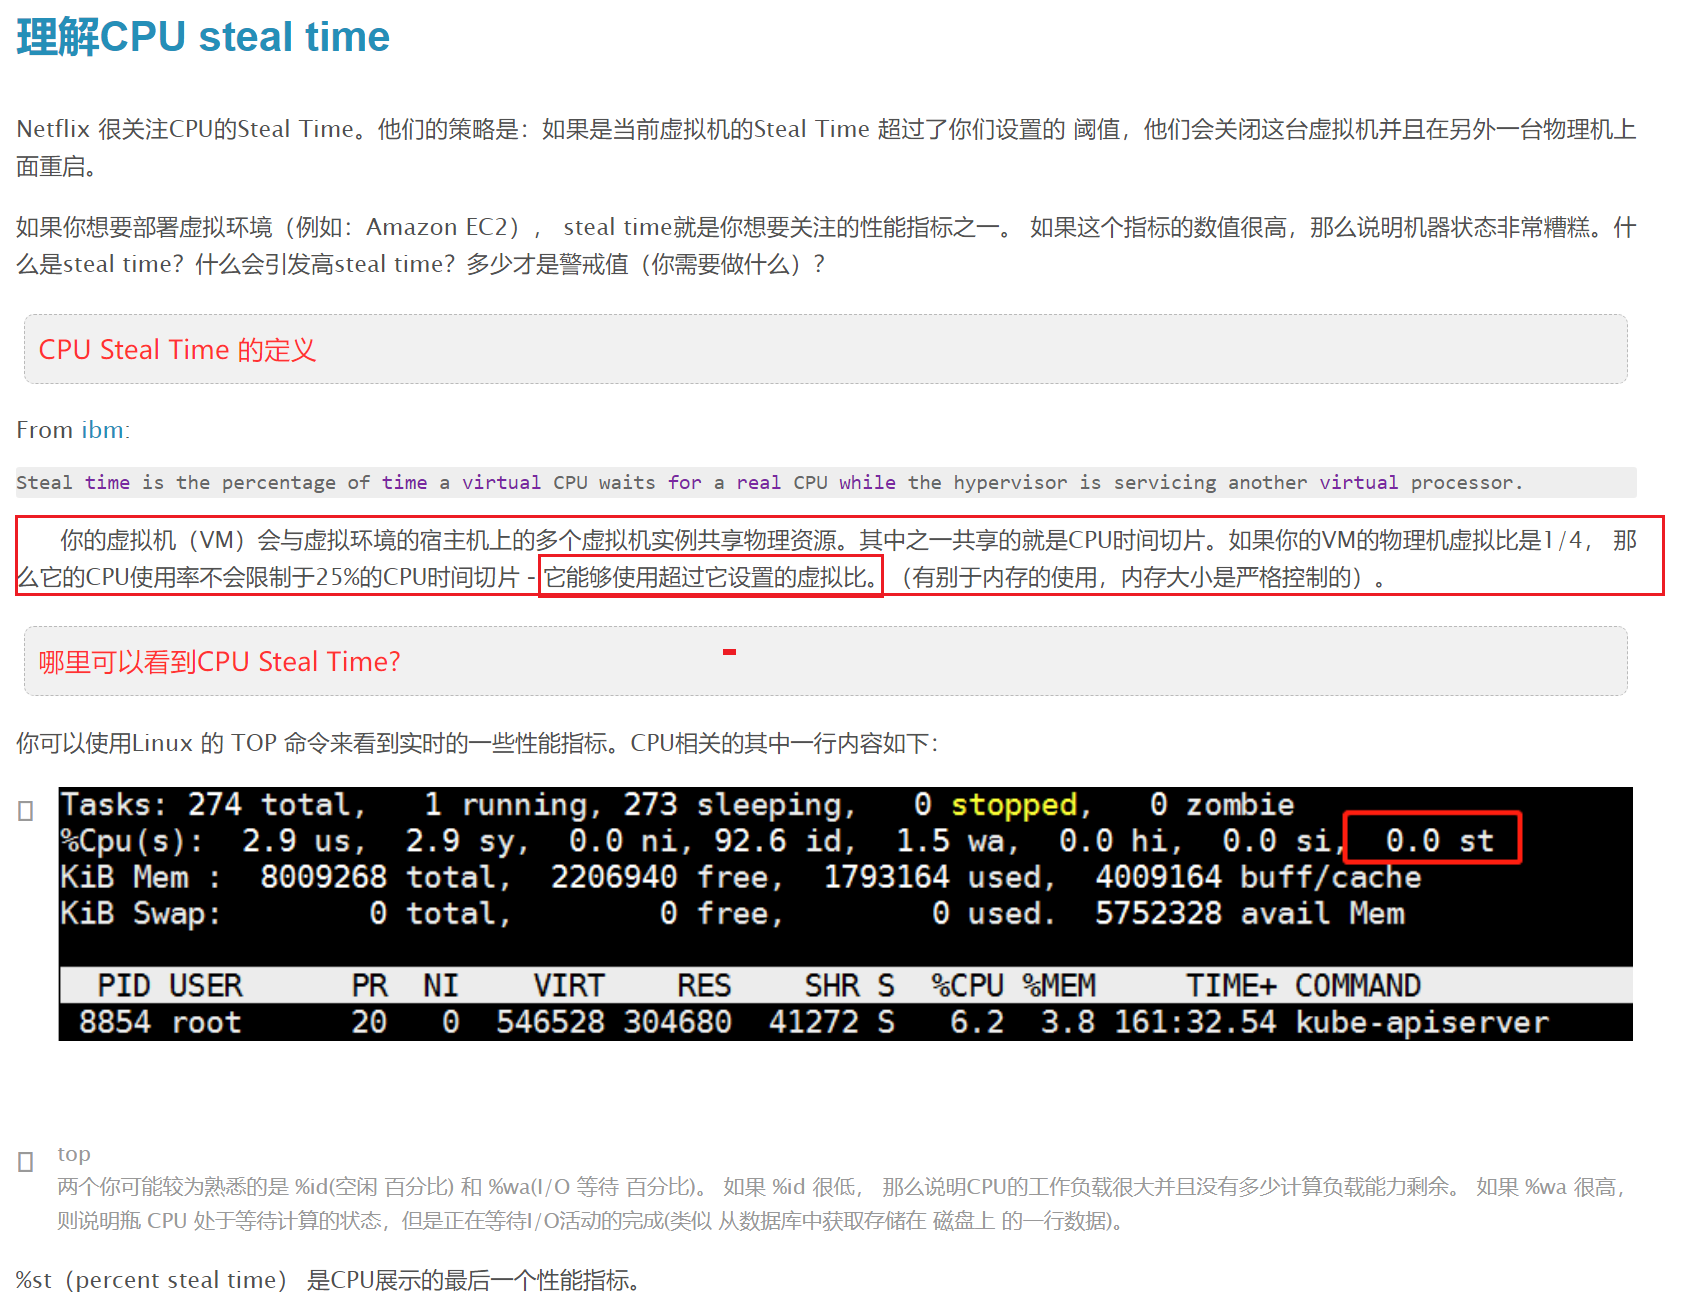 理解CPU steal time
Netflix 很关注CPU的Steal Time。他们的策略是：如果是当前虚拟机的Steal Time 超过了你们设置的 阈值，他们会关闭这台虚拟机并且在另外一台物理机上
面重启。
如果你想要部署虚拟环境（例如：Amazon EC2）， steal time就是你想要关注的性能指标之一。 如果这个指标的数值很高，那么说明机器状态非常糟糕。什
么是steal time？什么会引发高steal time？多少才是警戒值（你需要做什么）？
CPU Steal Time 的定义
From ibm:
Steal time is the percentage of time a virtual CPU waits for a real CPU while the hypervisor is servicing another virtual processor.
你的虚拟机（VM）会与虚拟环境的宿主机上的多个虚拟机实例共享物理资源。其中之一共享的就是CPU时间切片。如果你的VM的物理机虚拟比是1/4， 那
么它的CPU使用率不会限制于25%的CPU时间切片 - 它能够使用超过它设置的虚拟比。（有别于内存的使用，内存大小是严格控制的）。
哪里可以看到CPU Steal Time?
你可以使用Linux 的 TOP 命令来看到实时的一些性能指标。CPU相关的其中一行内容如下：
Tasks: 274 total,   1 running, 273 sleeping,   0 stopped,   0 zombie
%Cpu(s):  2.9 us,  2.9 sy,  0.0 ni, 92.6 id,  1.5 wa,  0.0 hi,  0.0 si,  0.0 st
KiB Mem :  8009268 total,  2206940 free,  1793164 used,  4009164 buff/cache
KiB Swap:        0 total,        0 free,        0 used.  5752328 avail Mem
PID USER      PR  NI    VIRT    RES    SHR S  %CPU %MEM     TIME+ COMMAND
8854 root      20   0  546528 304680  41272 S   6.2  3.8 161:32.54 kube-apiserver
top
两个你可能较为熟悉的是 %id(空闲 百分比) 和 %wa(I/O 等待 百分比)。 如果 %id 很低， 那么说明CPU的工作负载很大并且没有多少计算负载能力剩余。 如果 %wa 很高，
则说明瓶 CPU 处于等待计算的状态，但是正在等待I/O活动的完成(类似 从数据库中获取存储在 磁盘上 的一行数据)。
%st（percent steal time） 是CPU展示的最后一个性能指标。